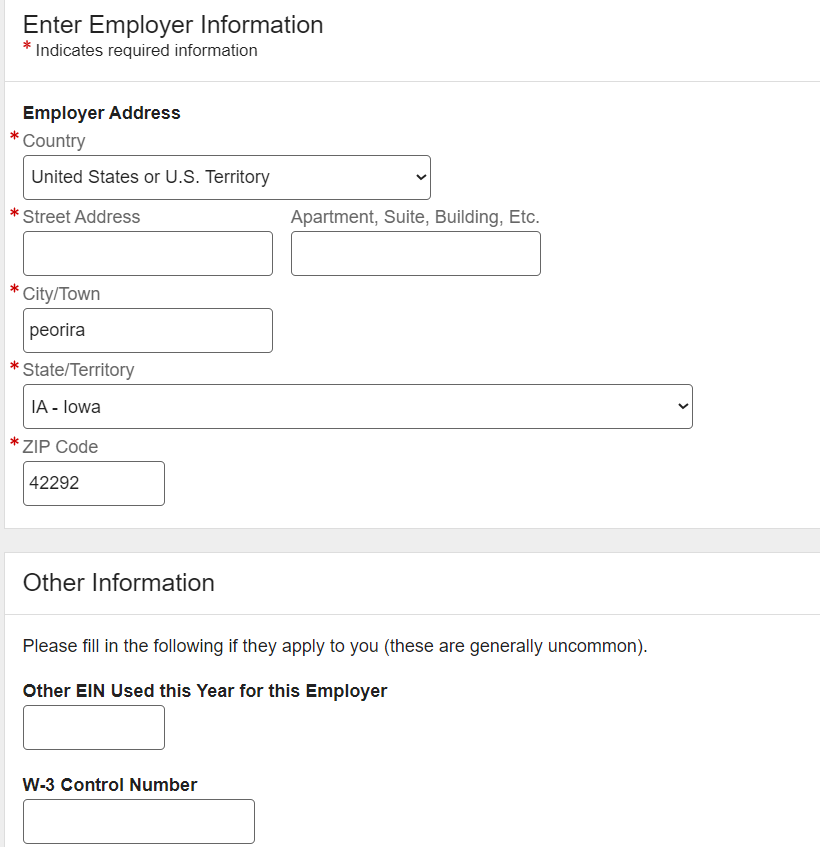 Enter Employer Information
* Indicates required information
Employer Address
* Country
United States or U.S. Territory
* Street Address Apartment, Suite, Building, Etc.
* City/Town
peorira
* State/Territory
IA - Iowa
* ZIP Code
42292
Other Information
Please fill in the following if they apply to you (these are generally uncommon).
Other EIN Used this Year for this Employer
W-3 Control Number